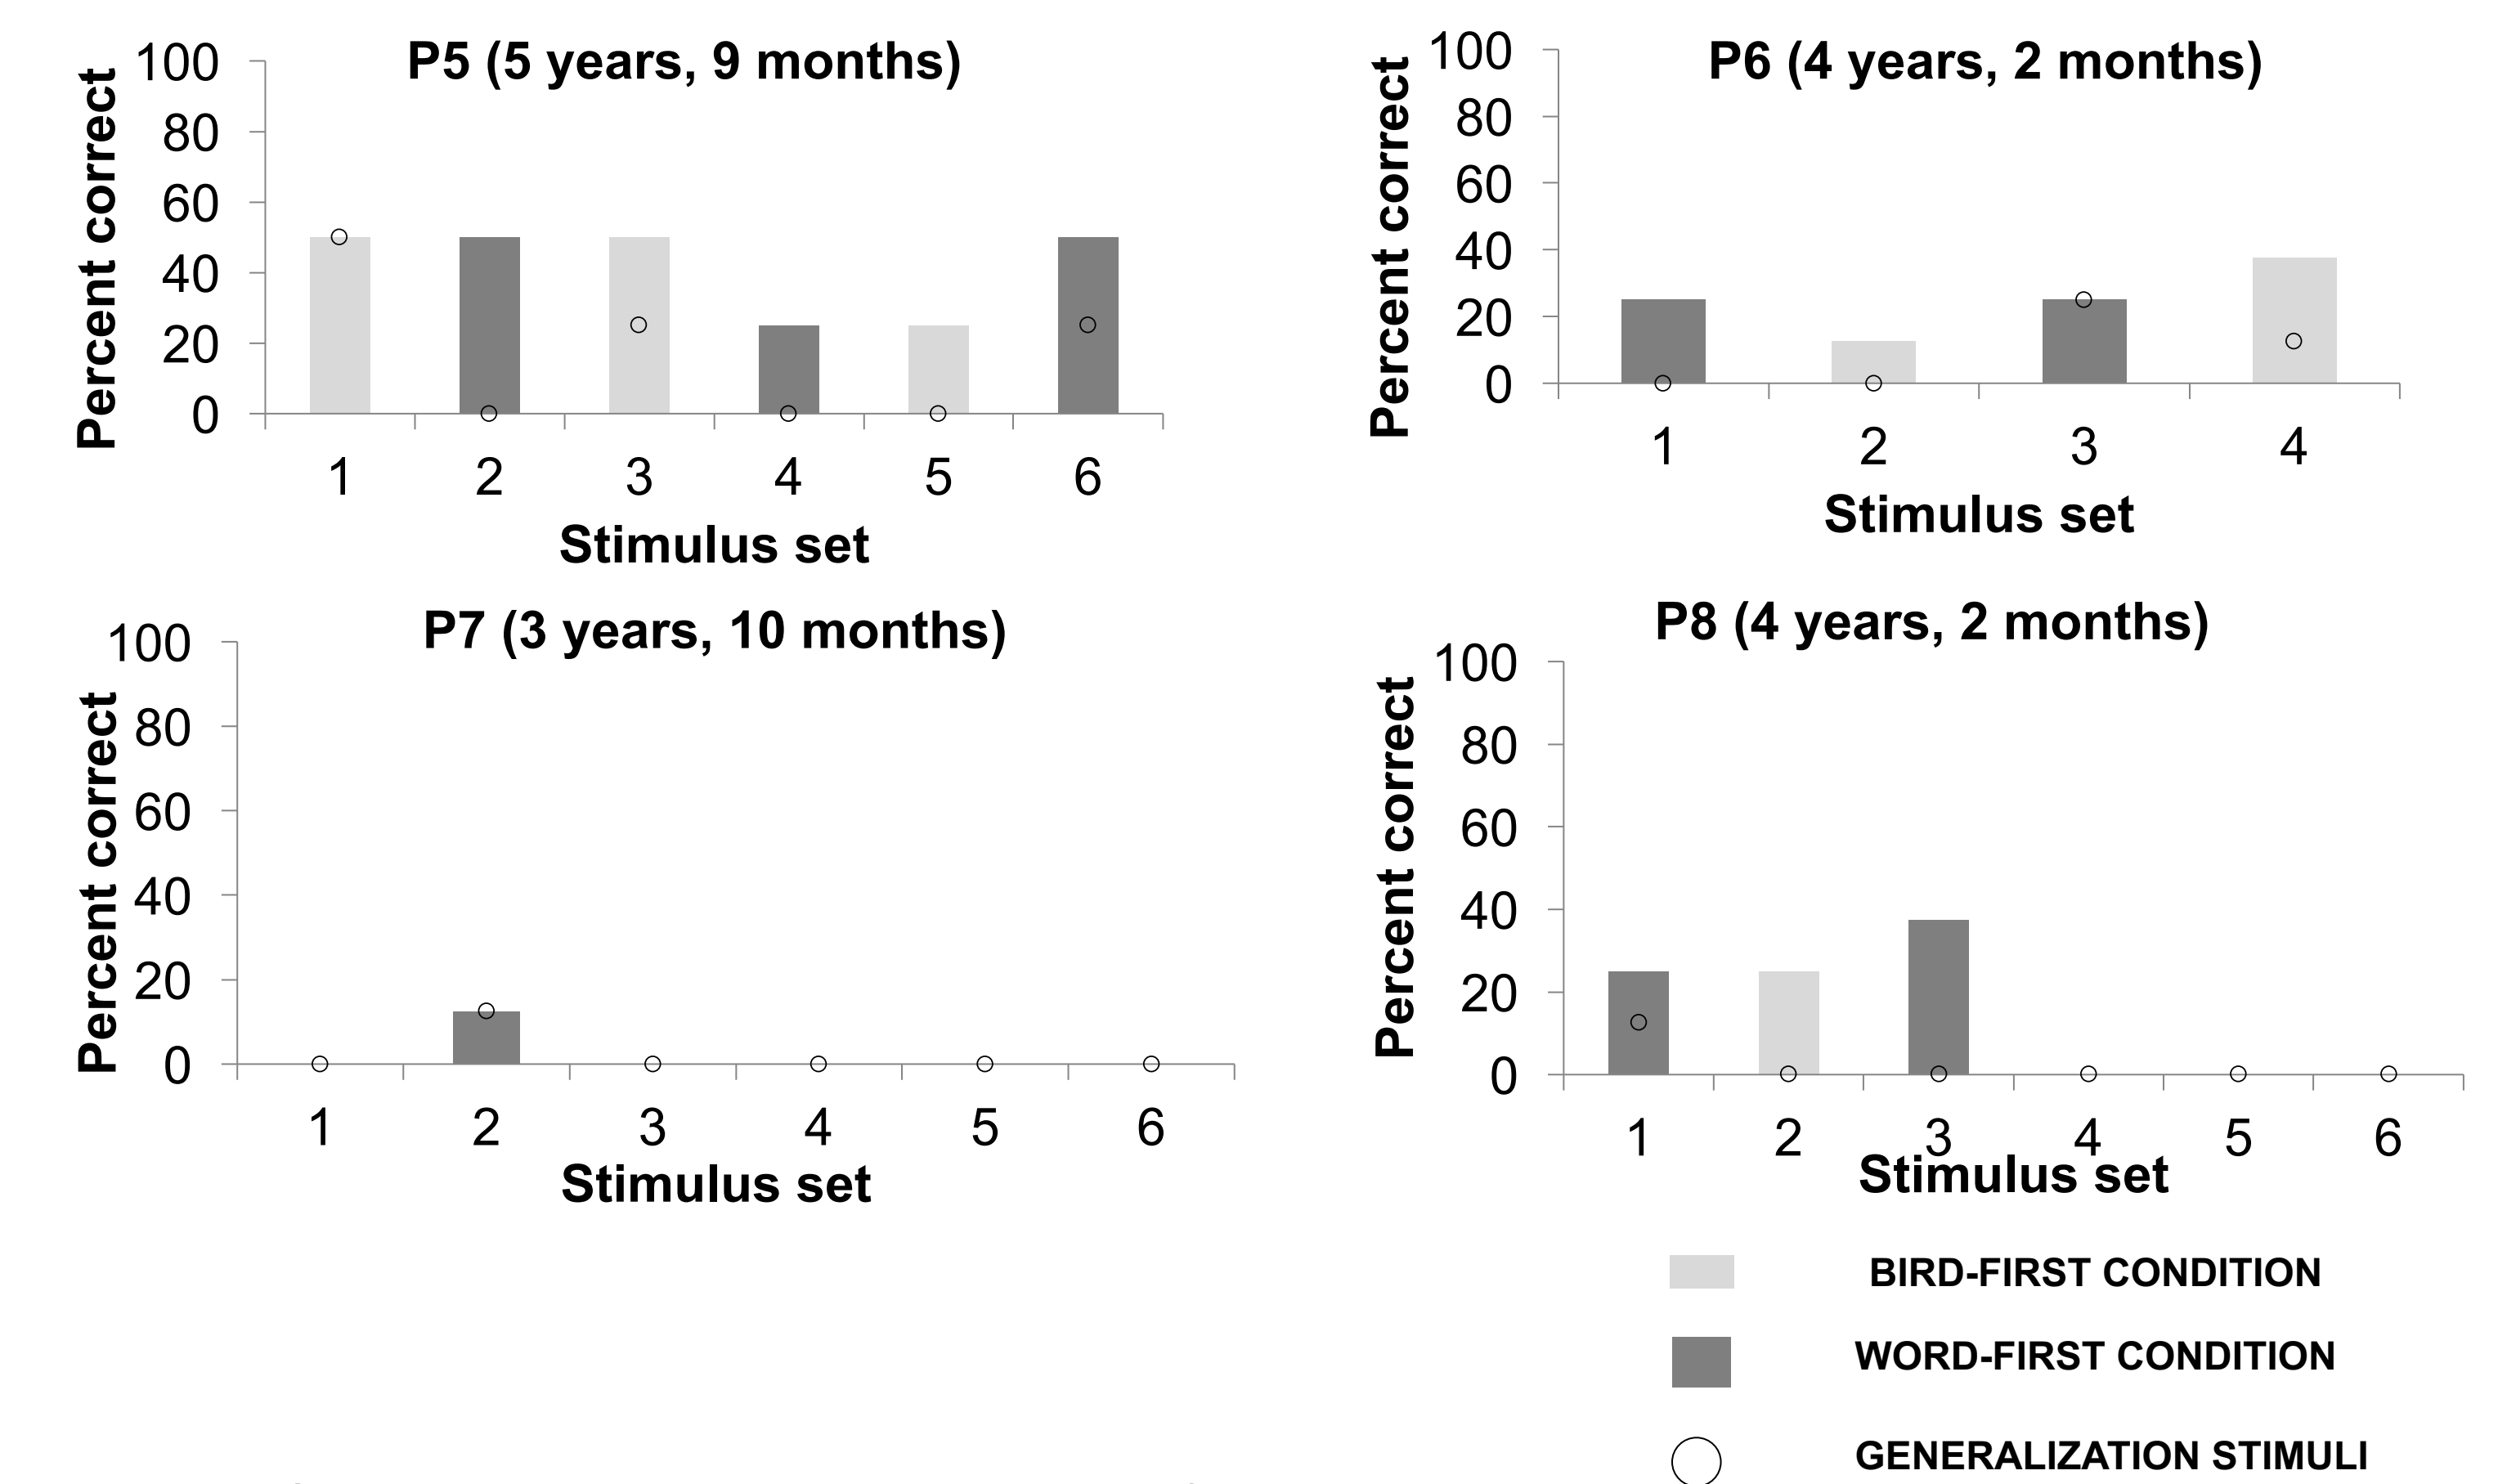 P5 (5 years, 9 months)
Percent correct
100
80
60
40
20
0
1 2 3 4 5 6
Stimulus set
P6 (4 years, 2 months)
Percent correct
100
80
60
40
20
0
1 2 3 4
Stimulus set
P7 (3 years, 10 months)
Percent correct
100
80
60
40
20
0
1 2 3 4 5 6
Stimulus set
P8 (4 years, 2 months)
Percent correct
100
80
60
40
20
0
1 2 3 4 5 6
Stimulus set
BIRD-FIRST CONDITION
WORD-FIRST CONDITION
GENERALIZATION STIMULI